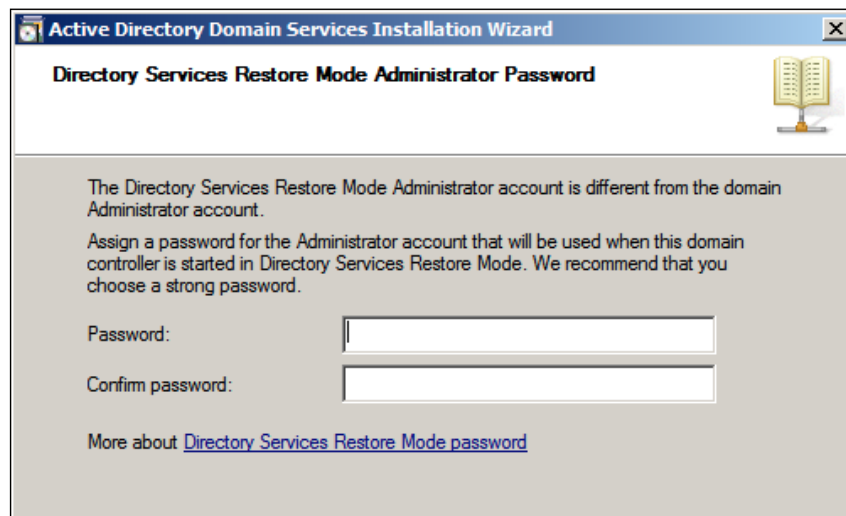 Active Directory Domain Services Installation Wizard
Directory Services Restore Mode Administrator Password
The Directory Services Restore Mode Administrator account is different from the domain
Administrator account.
Assign a password for the Administrator account that will be used when this domain
controller is started in Directory Services Restore Mode. We recommend that you
choose a strong password.
Password:
Confirm password:
More about Directory Services Restore Mode password